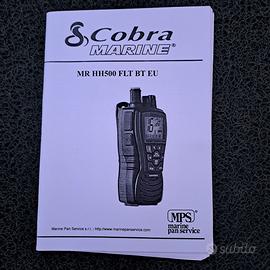 Cobra
MARINE®
MR HH500 FLT BT EU
MPS
marine
pan service
Marine Pan Service s.r.l. - http://www.marinepanservice.com
subito